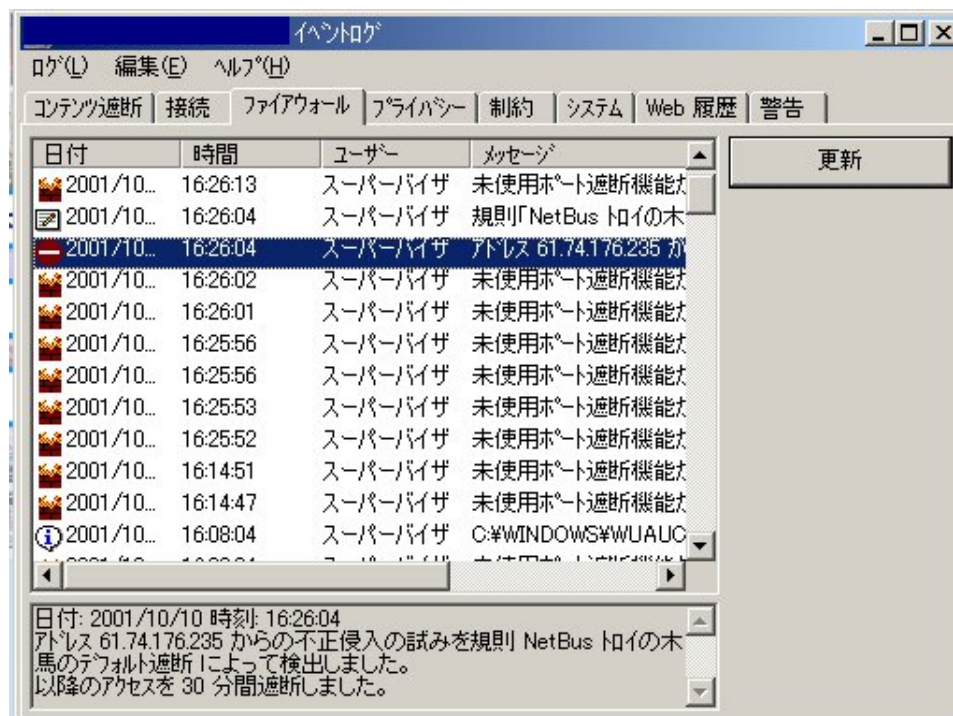 イベントログ
ログ(L) 編集(E) ヘルプ(H)
コンテンツ遮断 接続 ファイアウォール プライバシー 制約 システム Web 履歴 警告
日付 時間 ユーザー メッセージ 更新
2001/10... 16:26:13 スーパーバイザ 未使用ポート遮断機能が
2001/10... 16:26:04 スーパーバイザ 規則「NetBus トロイの木
2001/10... 16:26:04 スーパーバイザ アドレス 61.74.176.235 か
2001/10... 16:26:02 スーパーバイザ 未使用ポート遮断機能が
2001/10... 16:26:01 スーパーバイザ 未使用ポート遮断機能が
2001/10... 16:25:56 スーパーバイザ 未使用ポート遮断機能が
2001/10... 16:25:56 スーパーバイザ 未使用ポート遮断機能が
2001/10... 16:25:53 スーパーバイザ 未使用ポート遮断機能が
2001/10... 16:25:52 スーパーバイザ 未使用ポート遮断機能が
2001/10... 16:14:51 スーパーバイザ 未使用ポート遮断機能が
2001/10... 16:14:47 スーパーバイザ 未使用ポート遮断機能が
2001/10... 16:08:04 スーパーバイザ C:¥WINDOWS¥WUAUC
日付: 2001/10/10 時刻: 16:26:04
アドレス 61.74.176.235 からの不正侵入の試みを規則 NetBus トロイの木
馬のデフォルト遮断 によって検出しました。
以降のアクセスを 30 分間遮断しました。